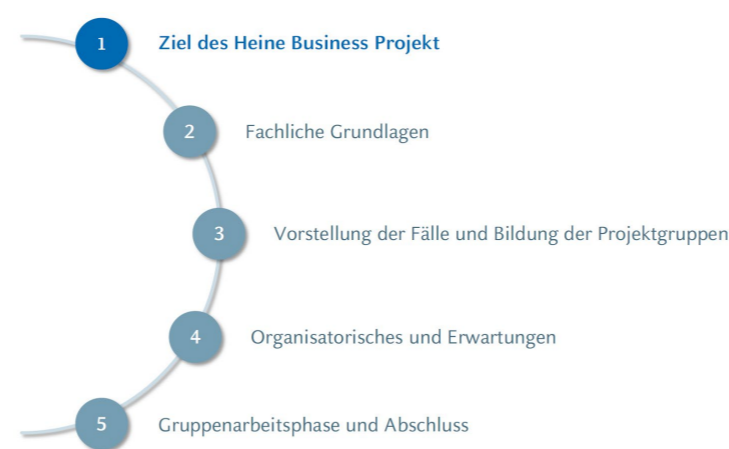 1 Ziel des Heine Business Projekt
2 Fachliche Grundlagen
3 Vorstellung der Fälle und Bildung der Projektgruppen
4 Organisatorisches und Erwartungen
5 Gruppenarbeitsphase und Abschluss